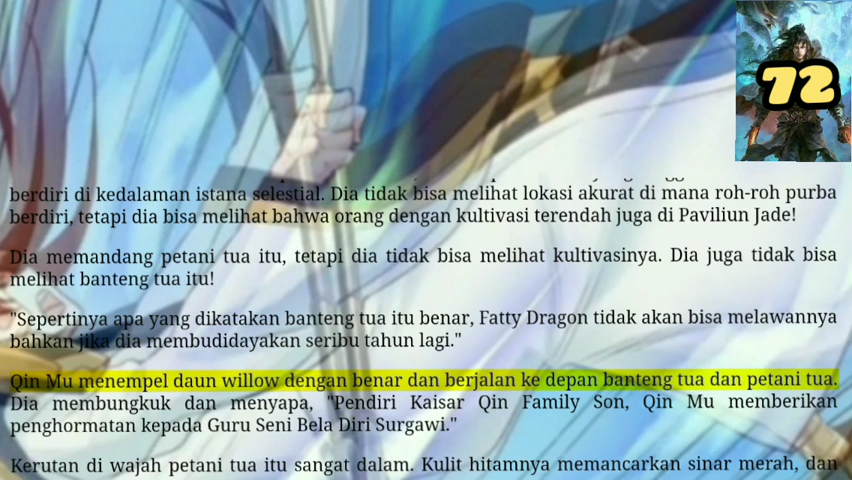 72
berdiri di kedalaman istana selestial. Dia tidak bisa melihat lokasi akurat di mana roh-roh purba
berdiri, tetapi dia bisa melihat bahwa orang dengan kultivasi terendah juga di Paviliun Jade!
Dia memandang petani tua itu, tetapi dia tidak bisa melihat kultivasinya. Dia juga tidak bisa
melihat banteng tua itu!
"Sepertinya apa yang dikatakan banteng tua itu benar, Fatty Dragon tidak akan bisa melawannya
bahkan jika dia membudidayakan seribu tahun lagi."
Qin Mu menempel daun willow dengan benar dan berjalan ke depan banteng tua dan petani tua.
Dia membungkuk dan menyapa, "Pendiri Kaisar Qin Family Son, Qin Mu memberikan
penghormatan kepada Guru Seni Bela Diri Surgawi."
Kerutan di wajah petani tua itu sangat dalam. Kulit hitamnya memancarkan sinar merah, dan